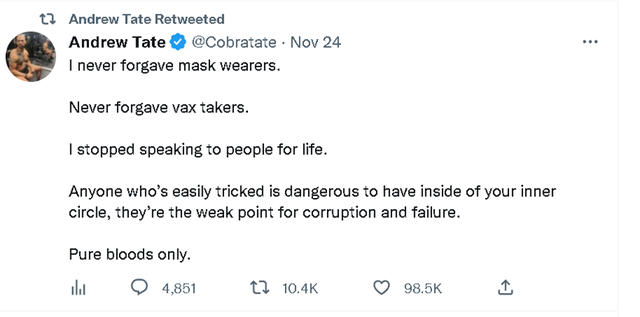 Andrew Tate Retweeted
Andrew Tate @Cobratate · Nov 24
I never forgave mask wearers.
Never forgave vax takers.
I stopped speaking to people for life.
Anyone who's easily tricked is dangerous to have inside of your inner
circle, they're the weak point for corruption and failure.
Pure bloods only.
4,851 10.4K 98.5K